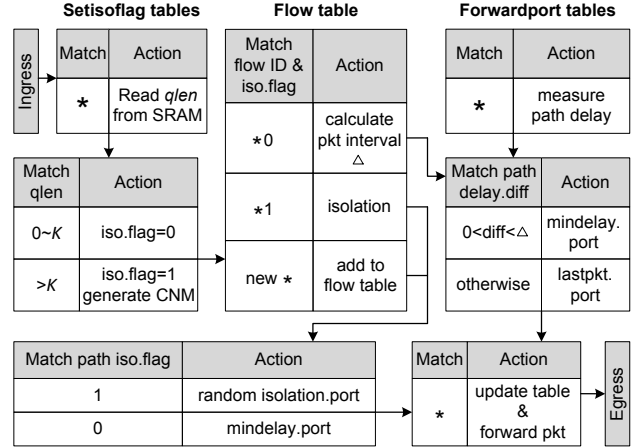 Setisoflag tables
Flow table
Forwardport tables
Ingress
Match Action
* Read qlen
from SRAM
Match
qlen
Action
0~K iso.flag=0
>K iso.flag=1
generate CNM
Match
flow ID &
iso.flag
Action
*0 calculate
pkt interval
△
*1 isolation
new * add to
flow table
Match Action
* measure
path delay
Match path
delay.diff
Action
0<diff<△ mindelay.
port
otherwise lastpkt.
port
Match path iso.flag Action
1 random isolation.port
0 mindelay.port
Match Action
* update table
&
forward pkt
Egress